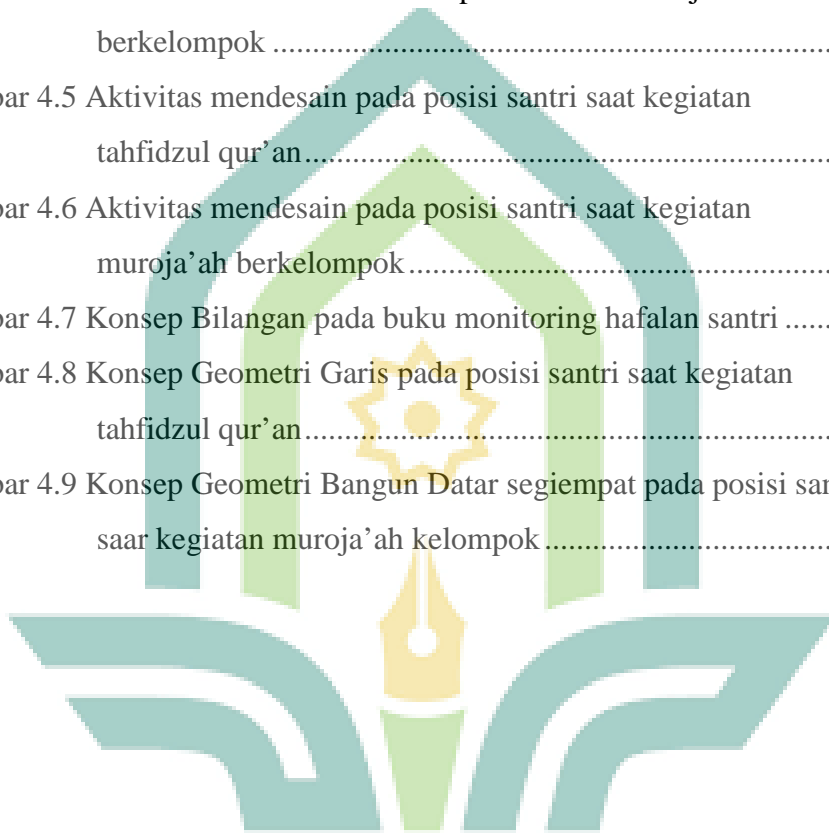 berkelompok ....................................................................
bar 4.5 Aktivitas mendesain pada posisi santri saat kegiatan
tahfidzul qur’an................................................................
bar 4.6 Aktivitas mendesain pada posisi santri saat kegiatan
muroja’ah berkelompok...................................................
bar 4.7 Konsep Bilangan pada buku monitoring hafalan santri ......
bar 4.8 Konsep Geometri Garis pada posisi santri saat kegiatan
tahfidzul qur’an................................................................
bar 4.9 Konsep Geometri Bangun Datar segiempat pada posisi san
saar kegiatan muroja’ah kelompok...................................